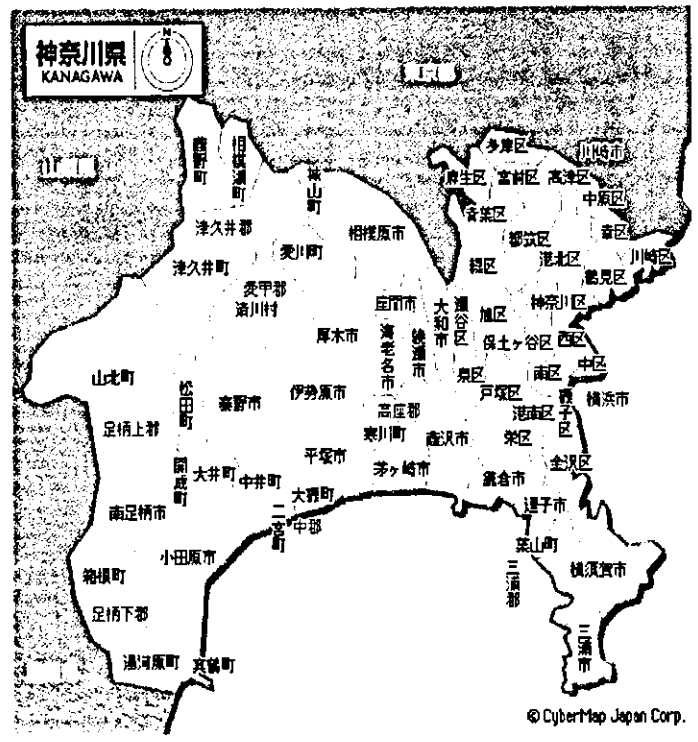 神奈川県
KANAGAWA
N
多摩区
川崎市
藤野町
相模湖町
城山町
麻生区
宮前区
高津区
中原区
青葉区
津久井郡
相模原市
都筑区
幸区
愛川町
港北区
川崎区
津久井町
緑区
鶴見区
愛甲郡
清川村
座間市
大和市
瀬谷区
神奈川区
旭区
厚木市
海老名市
綾瀬市
保土ヶ谷区
西区
中区
山北町
松田町
秦野市
伊勢原市
泉区
戸塚区
南区
磯子区
横浜市
足柄上郡
高座郡
港南区
寒川町
藤沢市
栄区
開成町
大井町
中井町
平塚市
茅ヶ崎市
金沢区
鎌倉市
南足柄市
大磯町
二宮町
中郡
逗子市
小田原市
葉山町
箱根町
三浦郡
横須賀市
足柄下郡
三浦市
湯河原町
真鶴町
© CyberMap Japan Corp.